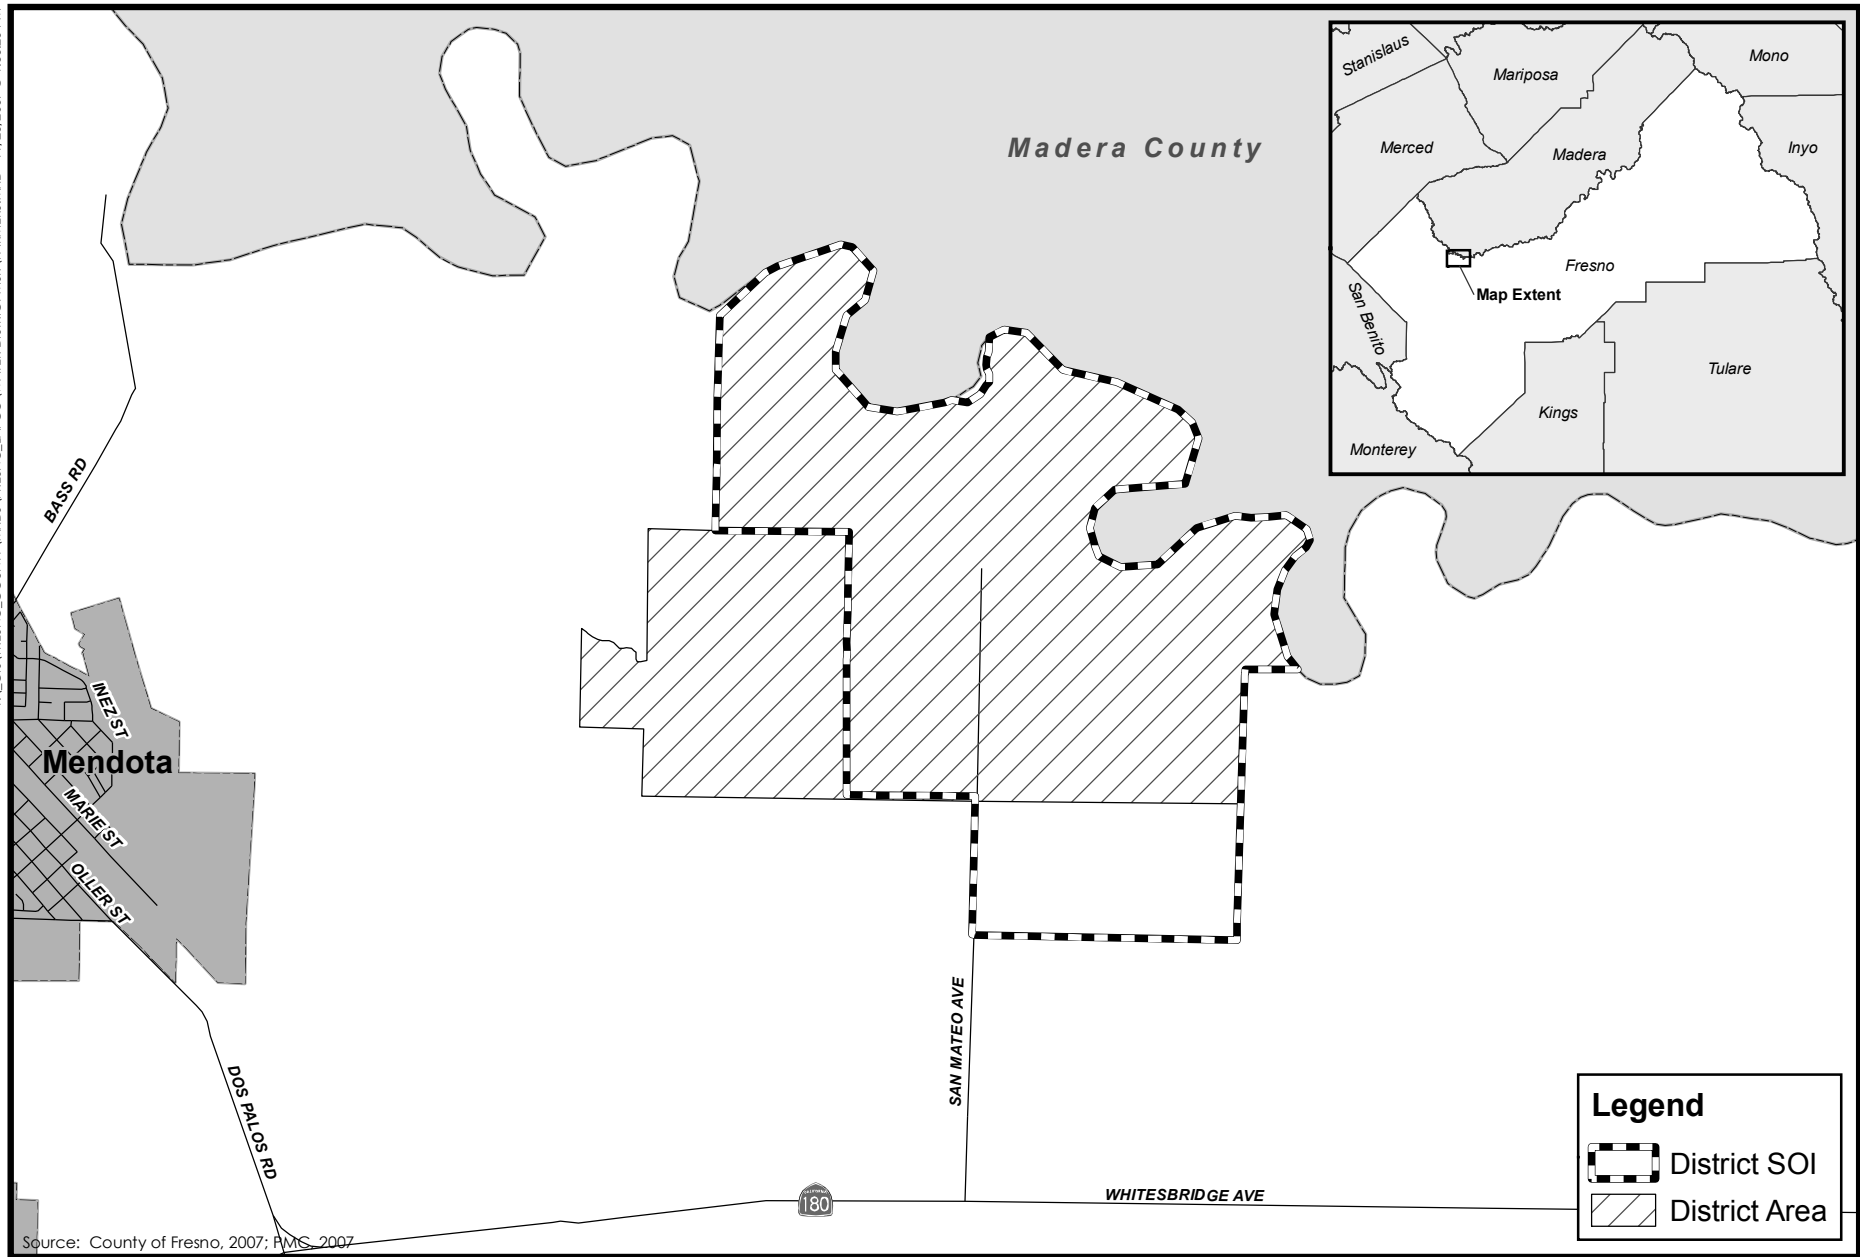 Madera County
Stanislaus
Mariposa
Mono
Merced
Madera
Inyo
Fresno
Map Extent
San Benito
Tulare
Kings
Monterey
BASS RD
INEZ ST
Mendota
MARIE ST
OLLER ST
DOS PALOS RD
SAN MATEO AVE
CALIFORNIA
180
WHITESBRIDGE AVE
Legend
District SOI
District Area
Source: County of Fresno, 2007; PMC, 2007